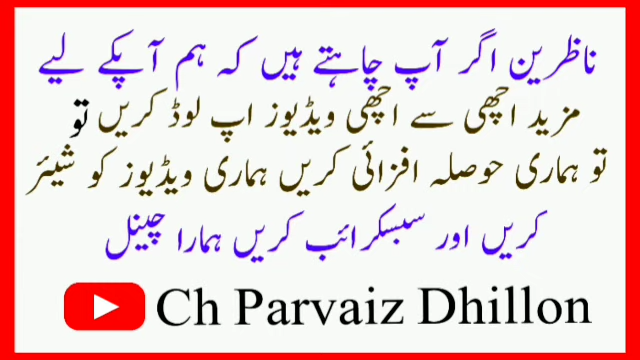 ناظرین اگر آپ چاہتے ہیں کہ ہم آپکے لیے
مزید اچھی سے اچھی ویڈیوز اپ لوڈ کریں تو
تو ہماری حوصلہ افزائی کریں ہماری ویڈیوز کو شیئر
کریں اور سبسکرائب کریں ہمارا چینل
Ch Parvaiz Dhillon